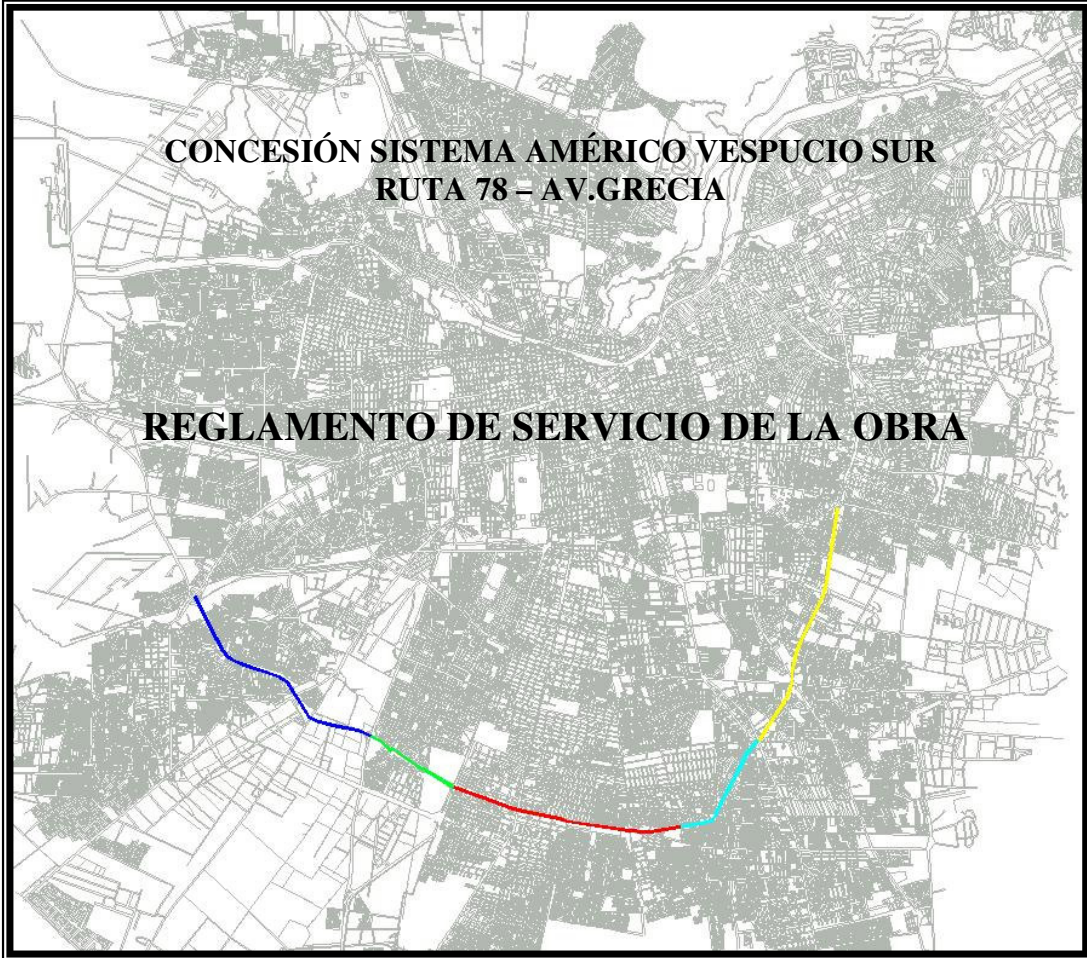 CONCESIÓN SISTEMA AMÉRICO VESPUCIO SUR
RUTA 78 – AV.GRECIA
REGLAMENTO DE SERVICIO DE LA OBRA